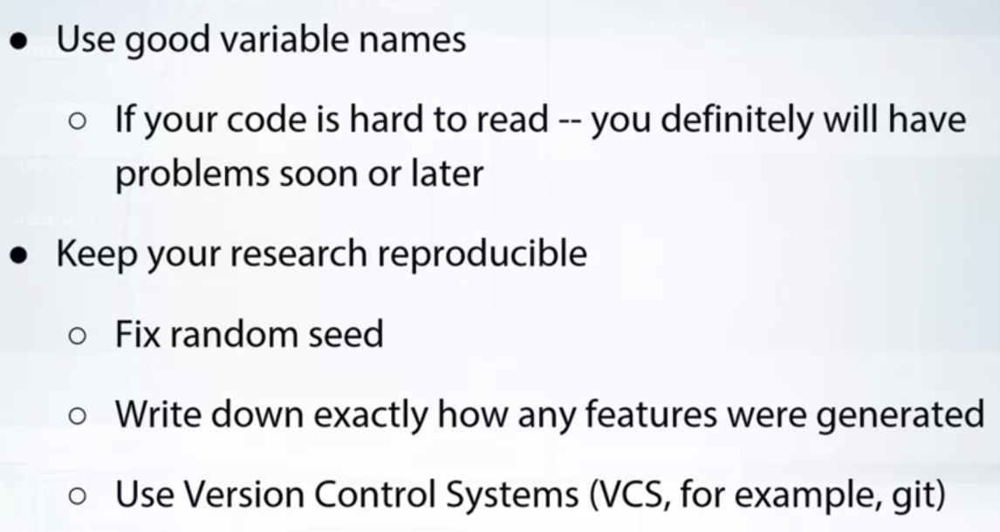 ● Use good variable names
○ If your code is hard to read -- you definitely will have
problems soon or later
● Keep your research reproducible
○ Fix random seed
○ Write down exactly how any features were generated
○ Use Version Control Systems (VCS, for example, git)